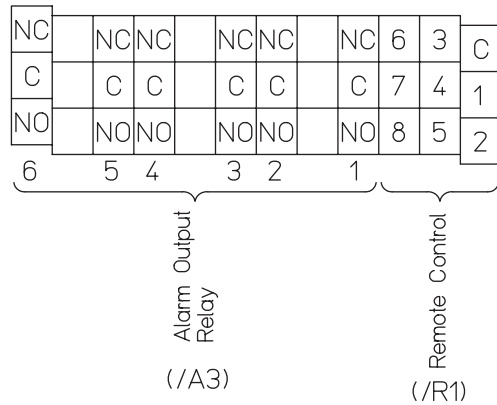 NC NC NC NC NC NC 6 3 C
C C C C C C 7 4 1
NO NO NO NO NO NO 8 5 2
6 5 4 3 2 1
Alarm Output
Relay
(/A3)
Remote Control
(/R1)